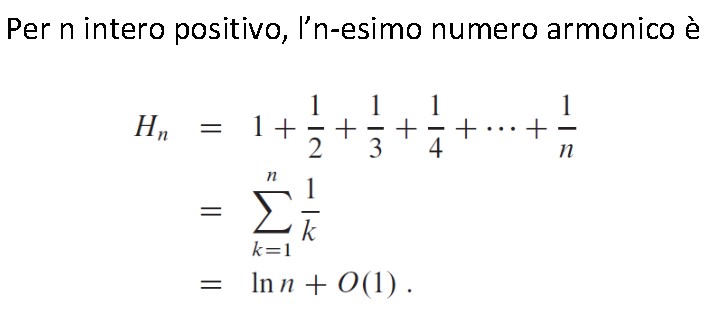 Per n intero positivo, l'n-esimo numero armonico è
H_n = 1 + 1/2 + 1/3 + 1/4 + ⋯ + 1/n
= ∑_{k=1}^{n} 1/k
= ln n + O(1) .